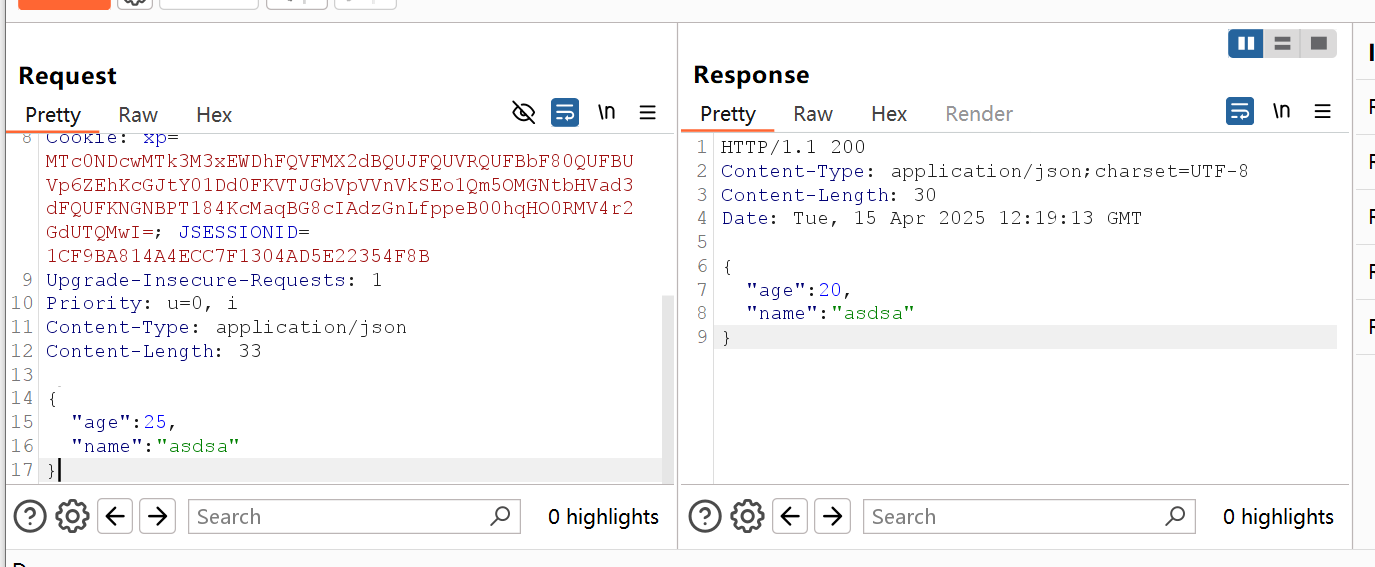 Request
Pretty Raw Hex
\n
8 Cookie: xp=
MTc0NDcwMTk3M3xEWDhFQVFMX2dBQUJFQUVRQUFBbF80QUFBU
Vp6ZEhKcGJtY01Dd0FKVTJGbVpVVnVkSEo1Qm5OMGNtbHVad3
dFQUFKNGNBPT184KcMaqBG8cIAdzGnLfppeB00hqHO0RMV4r2
GdUTQMwI=; JSESSIONID=
1CF9BA814A4ECC7F1304AD5E22354F8B
9 Upgrade-Insecure-Requests: 1
10 Priority: u=0, i
11 Content-Type: application/json
12 Content-Length: 33
13
14 {
15 "age":25,
16 "name":"asdsa"
17 }
Search
0 highlights
Response
Pretty Raw Hex Render
\n
1 HTTP/1.1 200
2 Content-Type: application/json;charset=UTF-8
3 Content-Length: 30
4 Date: Tue, 15 Apr 2025 12:19:13 GMT
5
6 {
7 "age":20,
8 "name":"asdsa"
9 }
Search
0 highlights